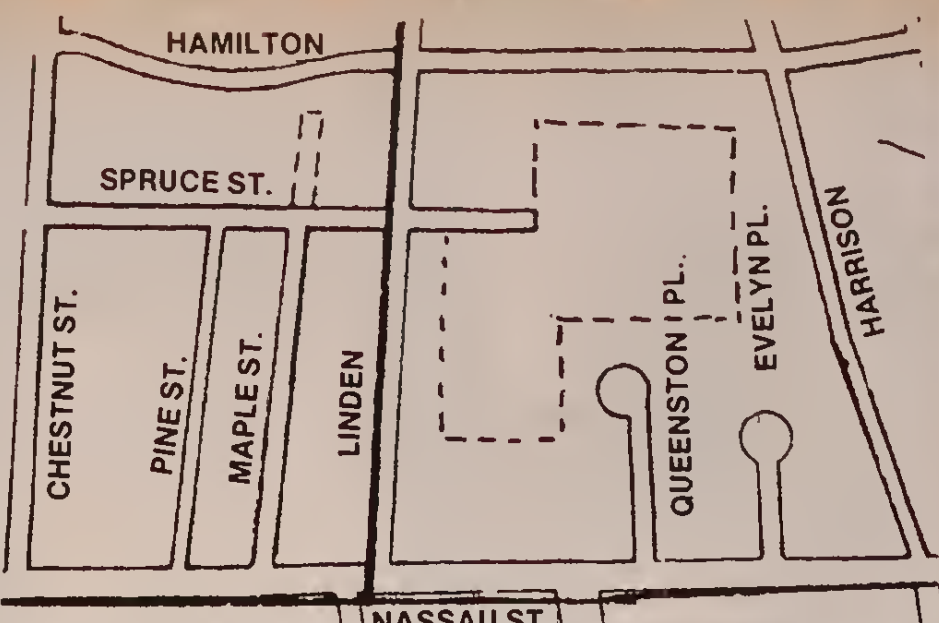 HAMILTON
SPRUCE ST.
CHESTNUT ST.
PINE ST.
MAPLE ST.
LINDEN
QUEENSTON PL..
EVELYN PL.
HARRISON
NASSAU ST